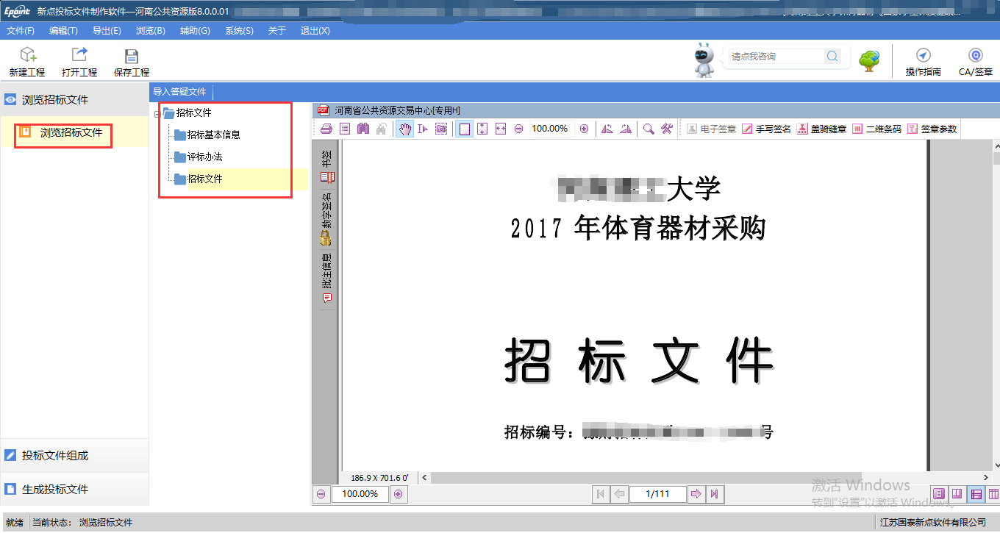 Epoint 新点投标文件制作软件—河南公共资源版8.0.0.01
文件(F) 编辑(T) 导出(E) 浏览(B) 辅助(G) 系统(S) 关于 退出(X)
新建工程 打开工程 保存工程 请点我咨询 操作指南 CA/签章
浏览招标文件
浏览招标文件
投标文件组成
生成投标文件
导入答疑文件
招标文件
招标基本信息
评标办法
招标文件
PDF 河南省公共资源交易中心[专用H]
100.00% 电子签章 手写签名 盖骑缝章 二维条码 签章参数
书签
数字签名
批注信息
大学
2017 年体育器材采购
招标文件
招标编号： 号
186.9 X 701.6 0'
100.00% 1/111
激活 Windows
转到"设置"以激活 Windows。
就绪 当前状态： 浏览招标文件 江苏国泰新点软件有限公司